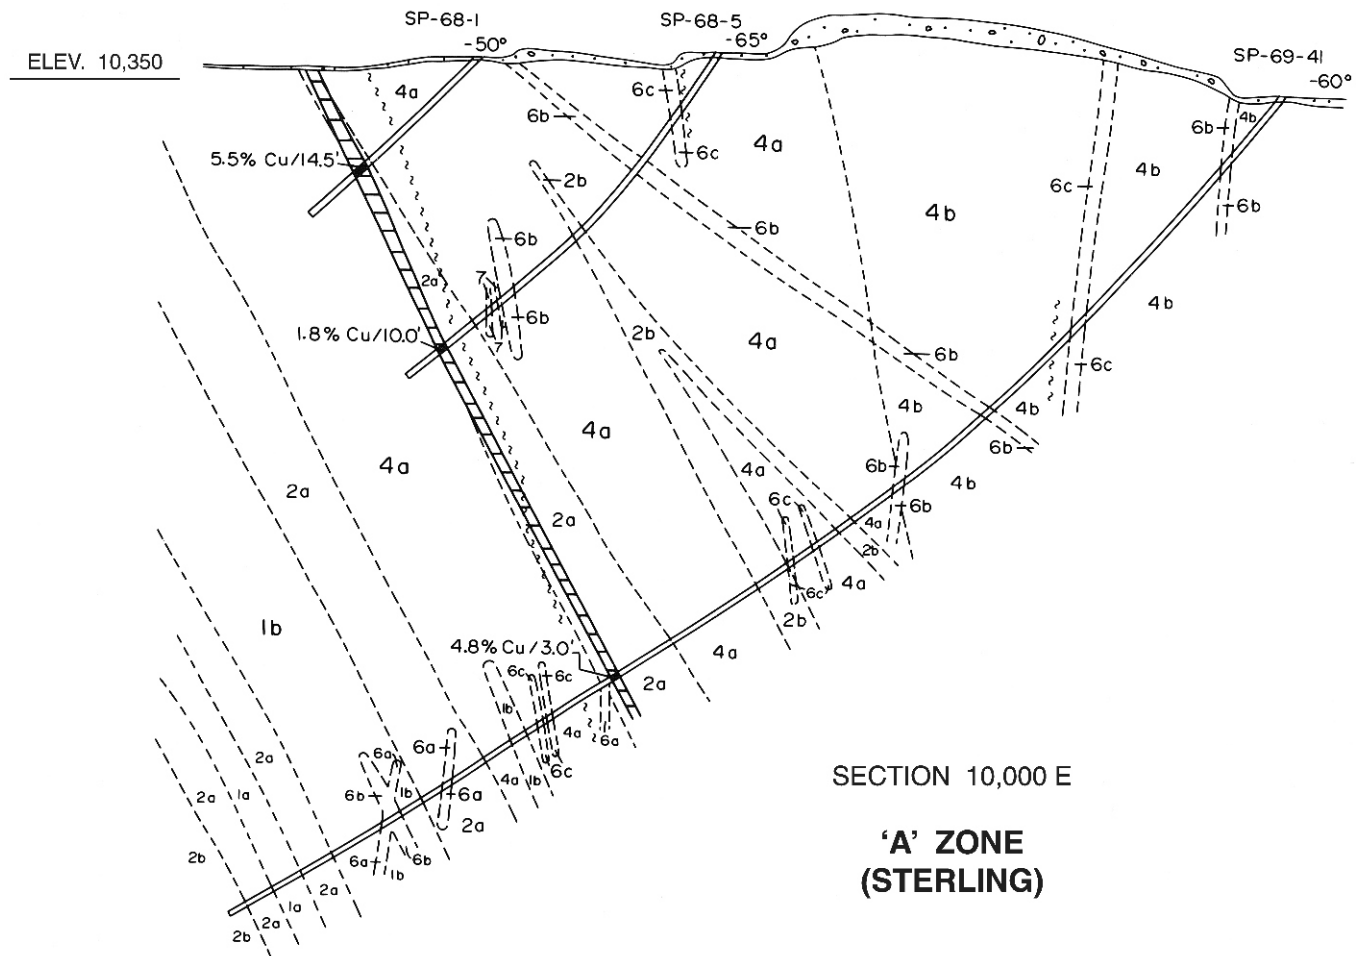 SP-68-1
-50°
SP-68-5
-65°
SP-69-41
-60°
ELEV. 10,350
4a
6c
6b
6c
4a
4b
6b
4b
5.5% Cu/14.5'
2b
6c
4b
6b
6b
4b
6b
2a
7
6b
4b
1.8% Cu/10.0'
7
2b
4a
6b
6c
4a
4b
4b
6b
4a
2a
4a
6b
4b
6c
6b
2a
4a
2b
1b
4a
6c
2b
4.8% Cu/3.0'
4a
6c
6c
2a
1b
4a
6a
6a
6a
2a
4a
1b
6c
2a
1a
6b
1b
6a
2a
SECTION 10,000 E
2b
6a
1b
6b
'A' ZONE
(STERLING)
2a
1a
2a
2b